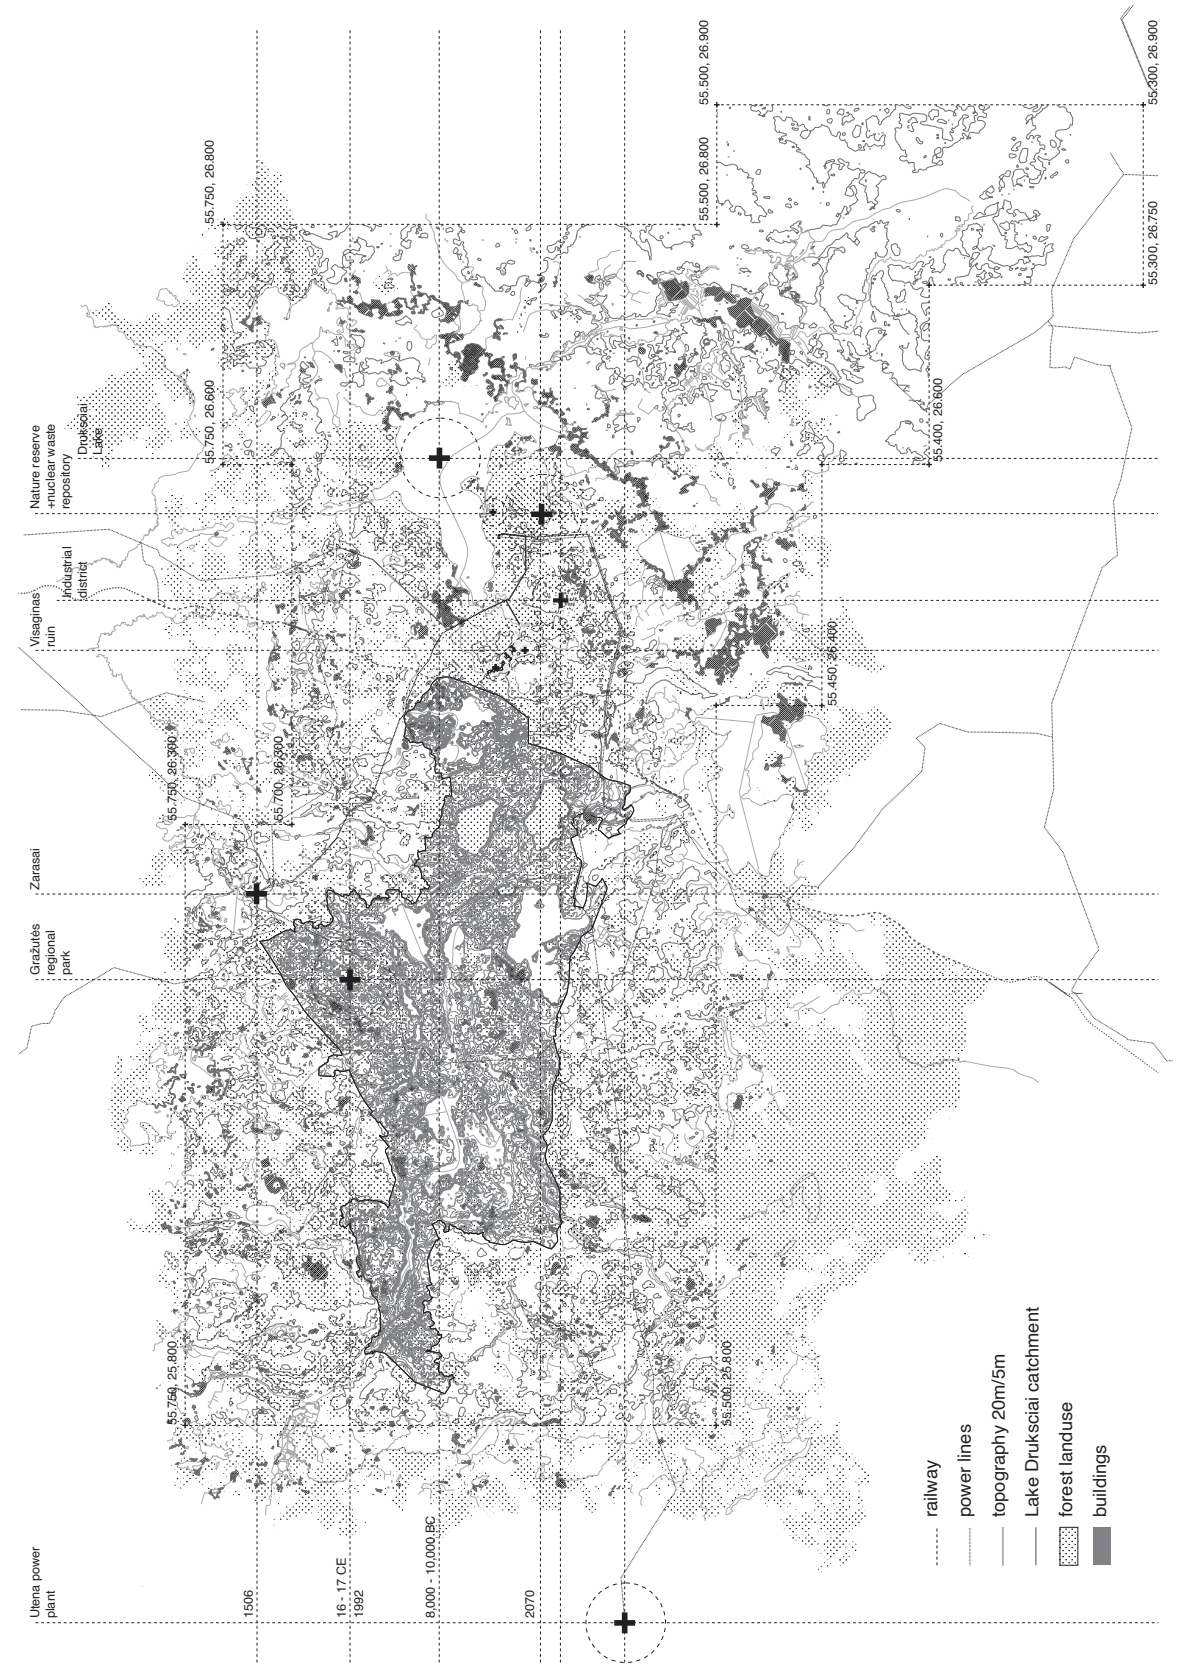 Utena power
plant
Gražutės
regional
park
Zarasai
Visaginas
ruin
Industrial
district
Nature reserve
+nuclear waste
repository
Druksciai
Lake
55.750, 25.800
55.750, 26.300
55.750, 26.600
55.750, 26.800
1506
55.700, 26.300
16 - 17 CE
1992
8,000 - 10,000 BC
2070
55.500, 25.800
55.500, 26.800
55.500, 26.900
55.450, 26.400
55.400, 26.600
55.300, 26.750
55.300, 26.900
railway
power lines
topography 20m/5m
Lake Druksciai catchment
forest landuse
buildings